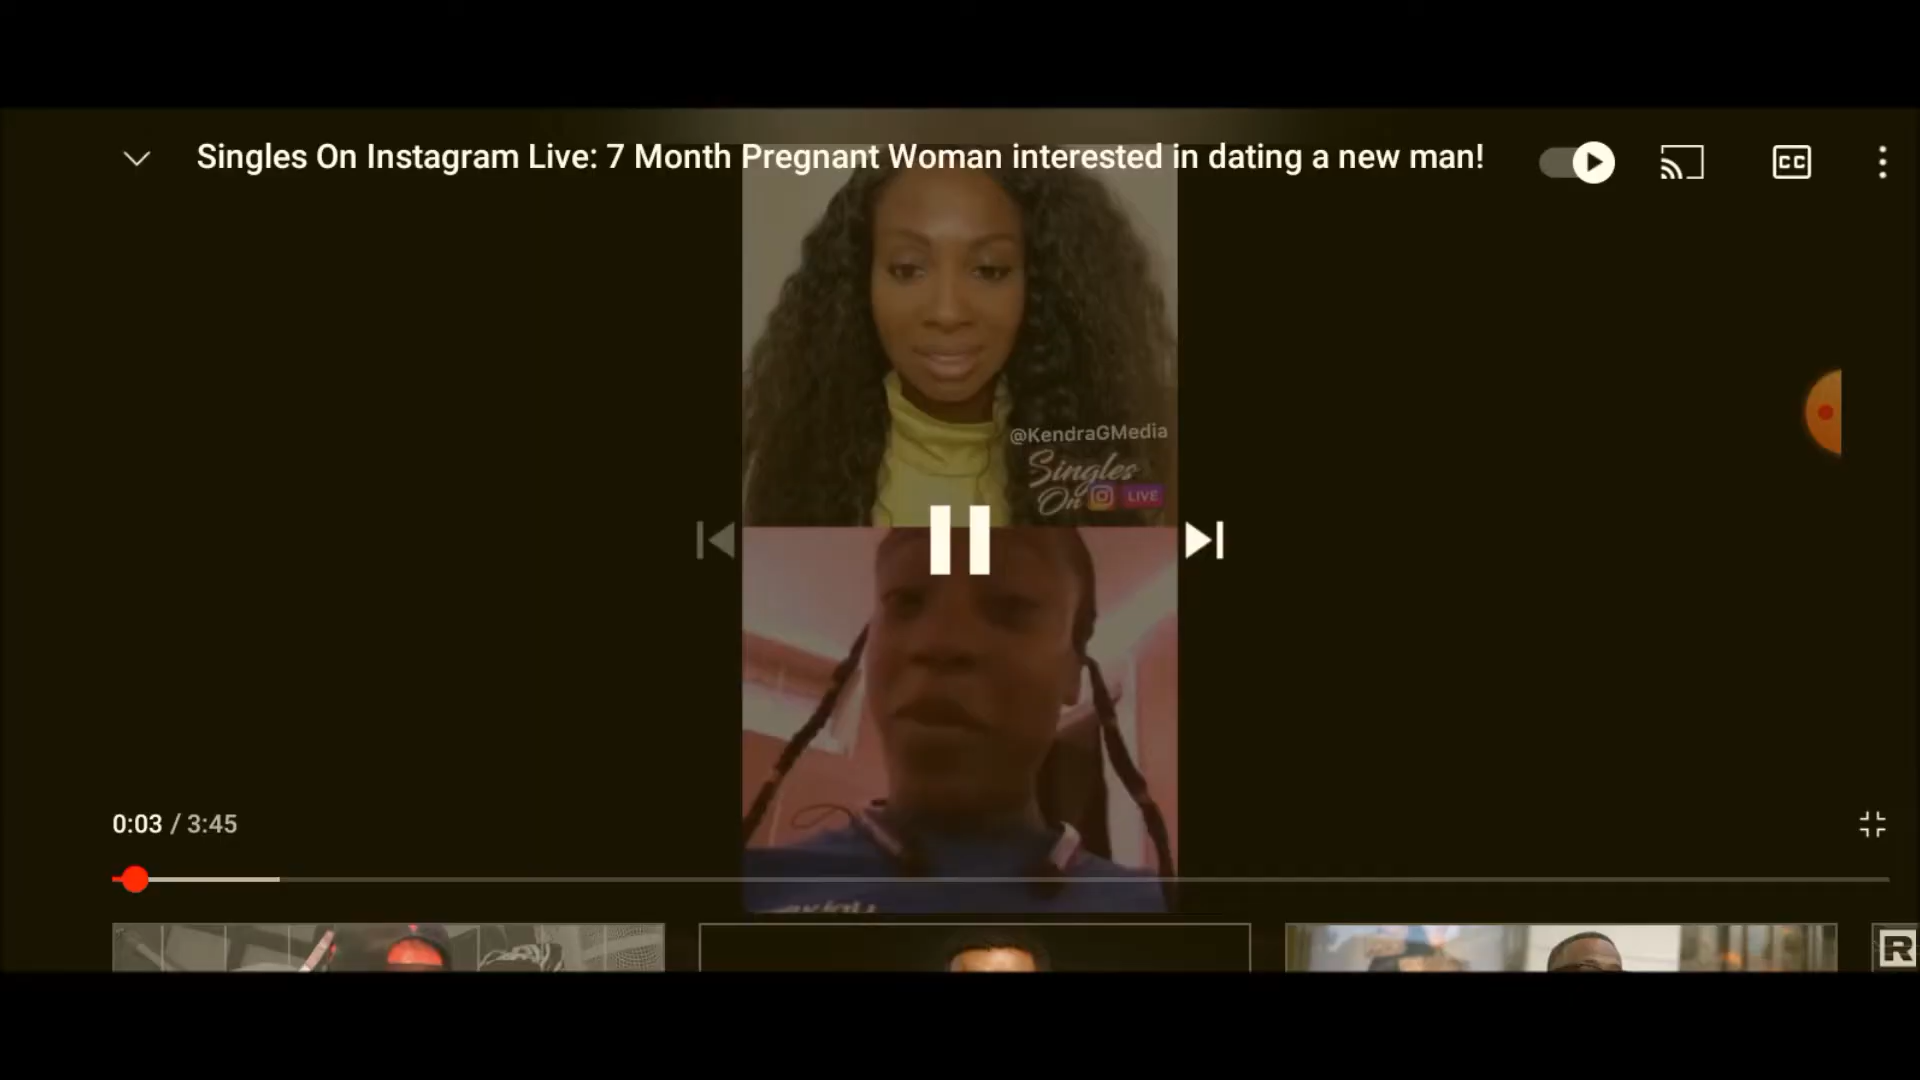 Singles On Instagram Live: 7 Month Pregnant Woman interested in dating a new man!
CC
@KendraGMedia
Singles
On LIVE
0:03 / 3:45
R